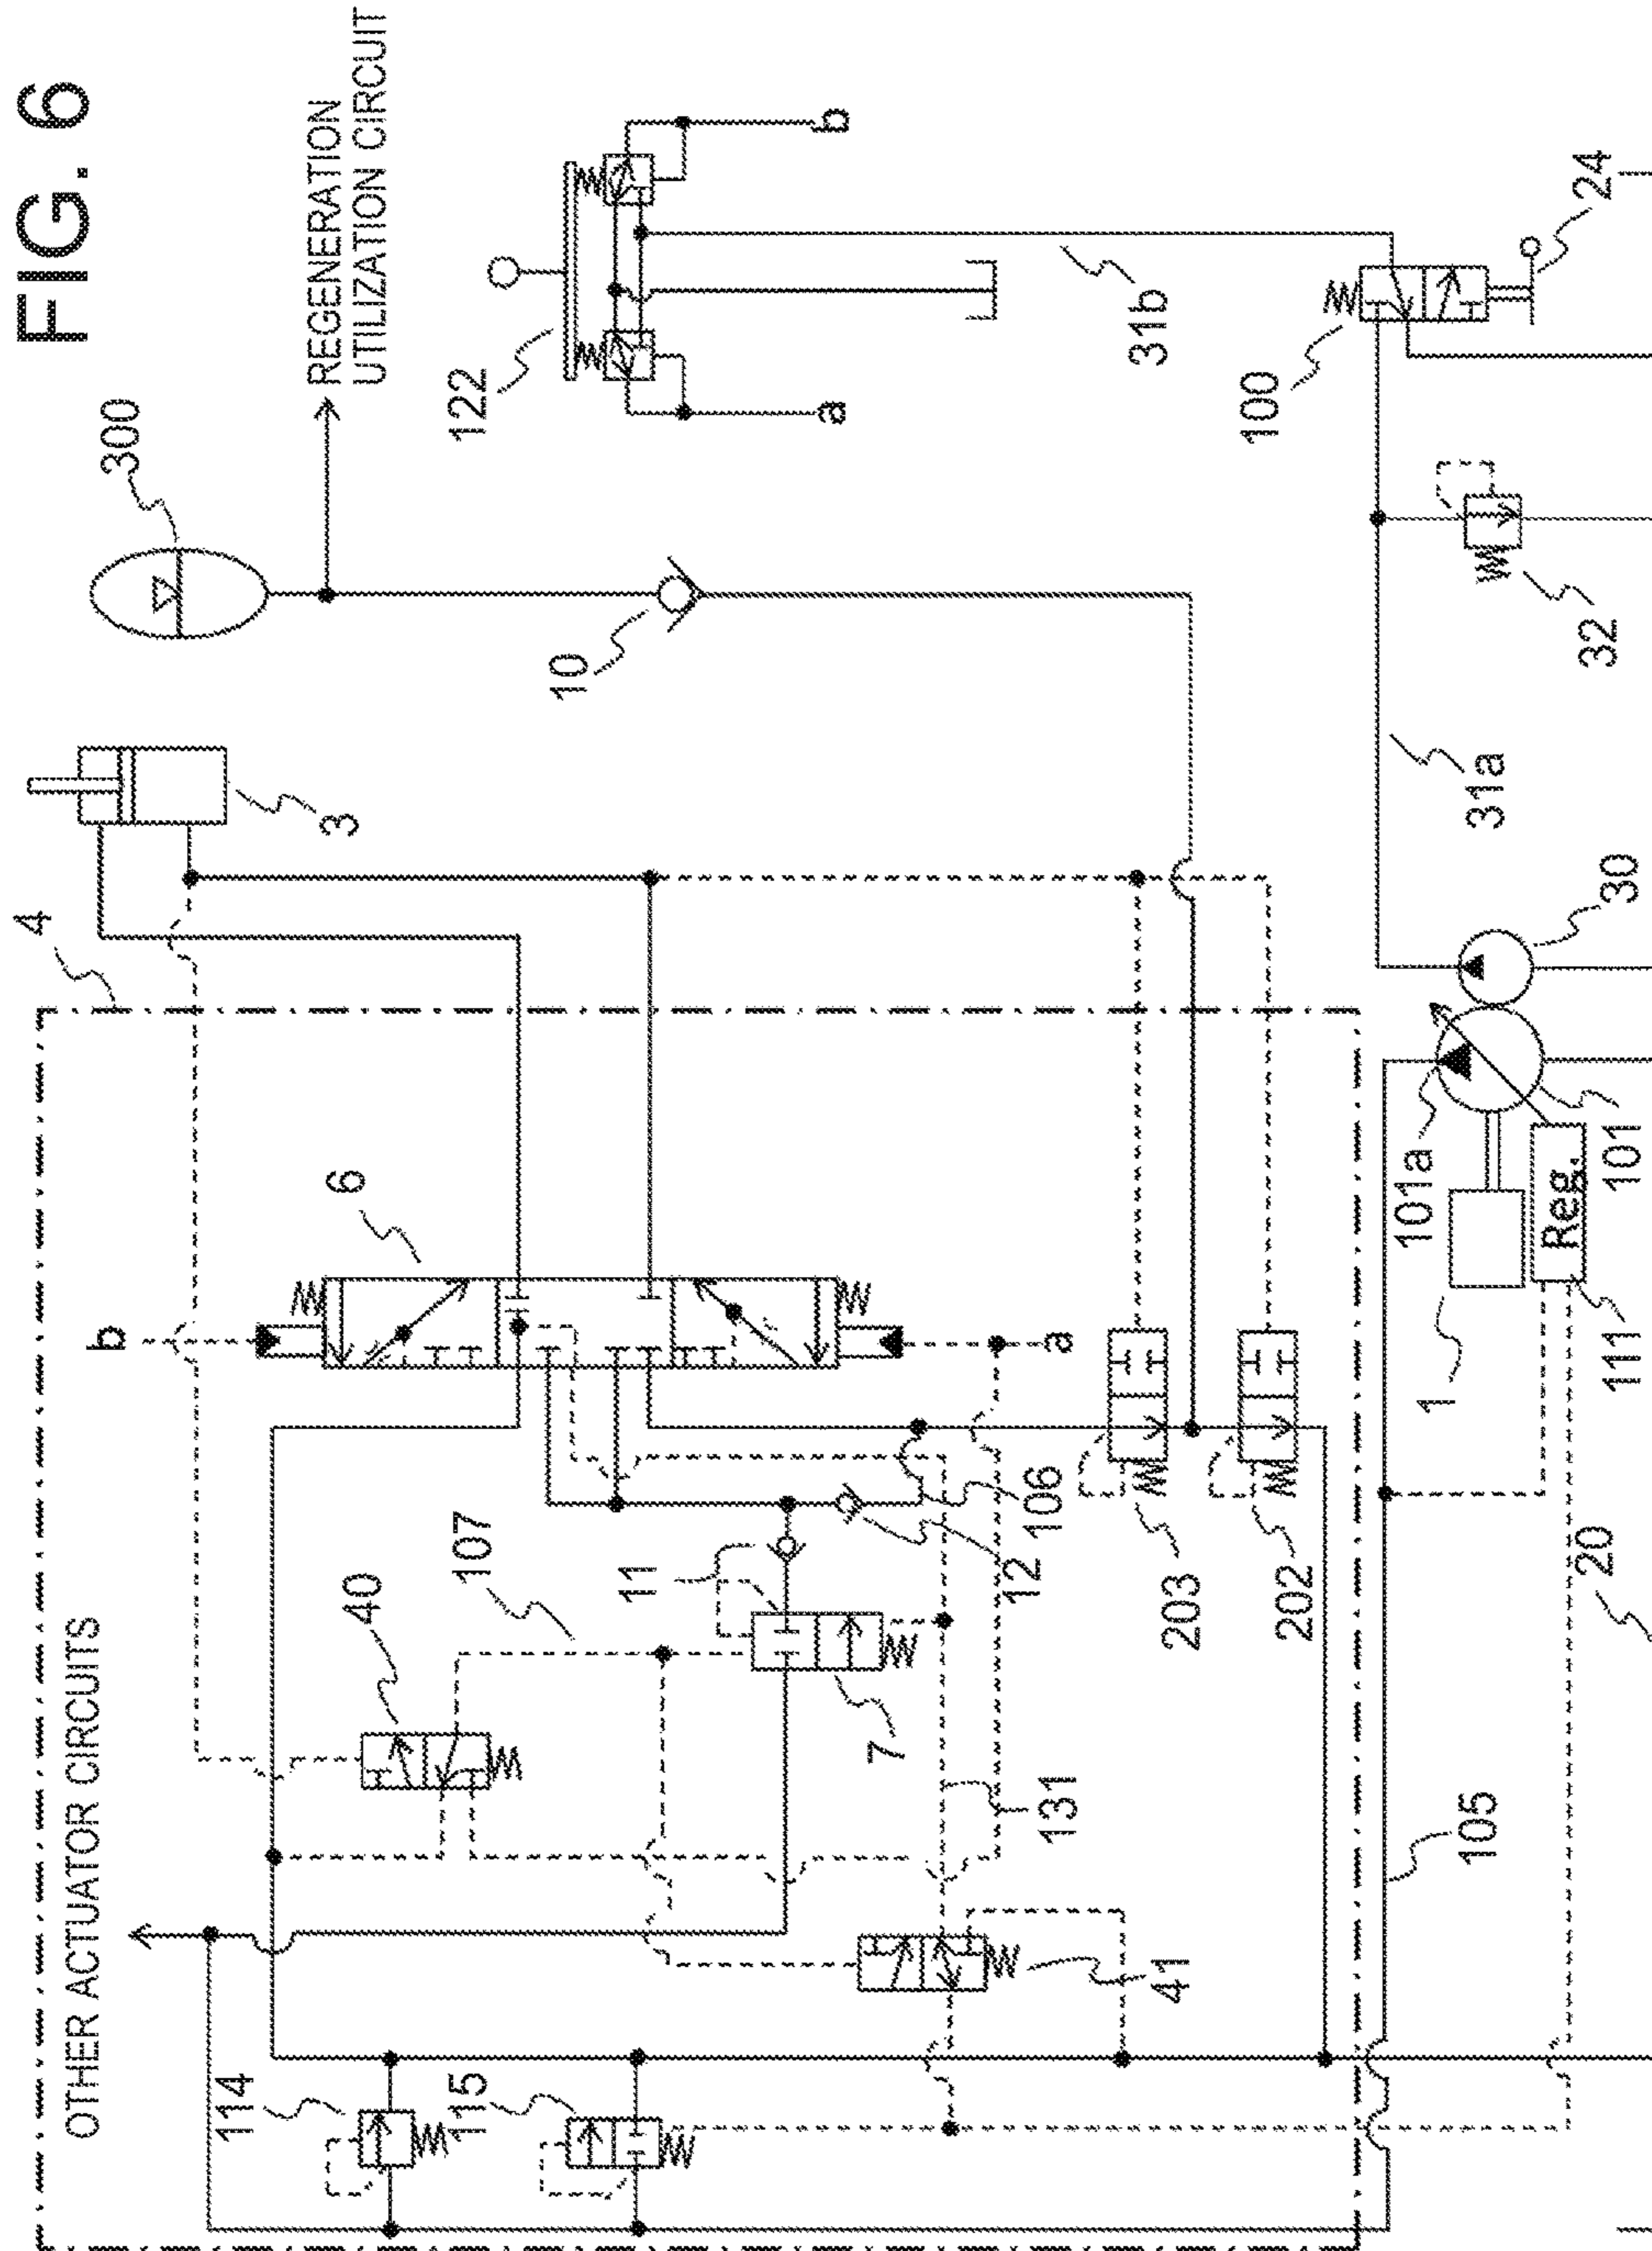 FIG. 6
REGENERATION
UTILIZATION CIRCUIT
300
122
a
b
10
3
4
31b
24
100
32
31a
30
OTHER ACTUATOR CIRCUITS
b
6
a
107
40
11
12
106
7
203
202
131
41
114
115
105
101a
101
1
Reg.
111
20